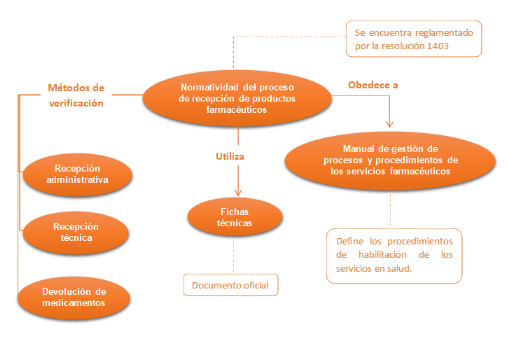 Se encuentra reglamentado
por la resolución 1403
Métodos de
verificación
Normatividad del proceso
de recepción de productos
farmacéuticos
Obedece a
Utiliza
Manual de gestión de
procesos y procedimientos de
los servicios farmacéuticos
Recepción
administrativa
Fichas
técnicas
Recepción
técnica
Define los procedimientos
de habilitación de los
servicios en salud.
Documento oficial
Devolución de
medicamentos